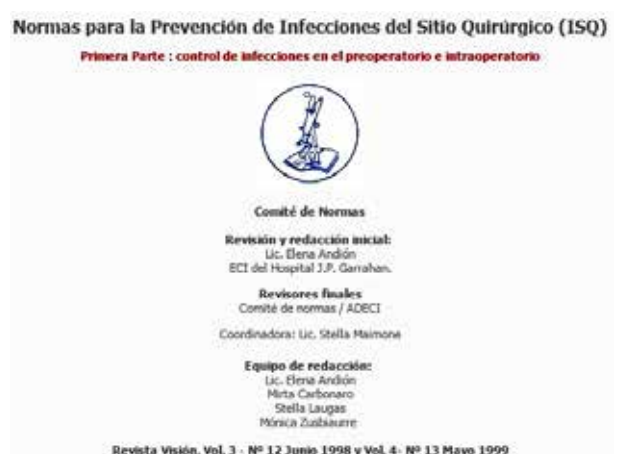 Normas para la Prevención de Infecciones del Sitio Quirúrgico (ISQ)
Primera Parte : control de infecciones en el preoperatorio e intraoperatorio
Comité de Normas
Revisión y redacción inicial:
Lic. Elena Andión
ECI del Hospital J.P. Garrahan.
Revisores finales
Comité de normas / ADECI
Coordinadora: Lic. Stella Maimone
Equipo de redacción:
Lic. Elena Andión
Mirta Carbonaro
Stella Laugas
Mónica Zusbiaurre
Revista Visión, Vol. 3 - Nº 12 Junio 1998 y Vol. 4- Nº 13 Mayo 1999